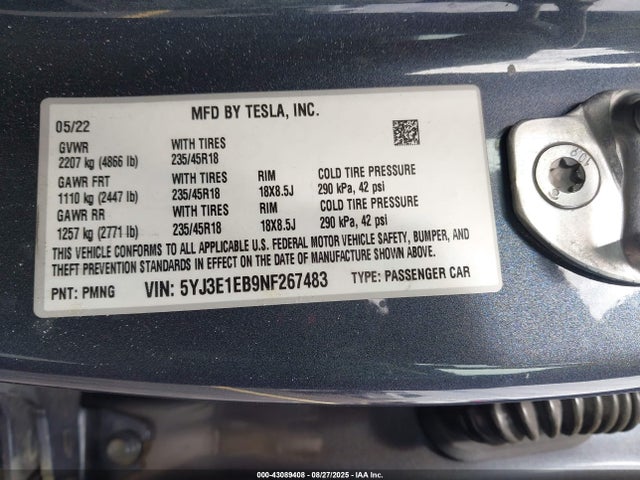 MFD BY TESLA, INC.
05/22
GVWR WITH TIRES
2207 kg (4866 lb) 235/45R18
GAWR FRT WITH TIRES RIM COLD TIRE PRESSURE
1110 kg (2447 lb) 235/45R18 18X8.5J 290 kPa, 42 psi
GAWR RR WITH TIRES RIM COLD TIRE PRESSURE
1257 kg (2771 lb) 235/45R18 18X8.5J 290 kPa, 42 psi
THIS VEHICLE CONFORMS TO ALL APPLICABLE U.S. FEDERAL MOTOR VEHICLE SAFETY, BUMPER, AND
THEFT PREVENTION STANDARDS IN EFFECT ON THE DATE OF MANUFACTURE SHOWN ABOVE.
PNT: PMNG VIN: 5YJ3E1EB9NF267483 TYPE: PASSENGER CAR
10.9
000-43089408 - 08/27/2025 - IAA Inc.